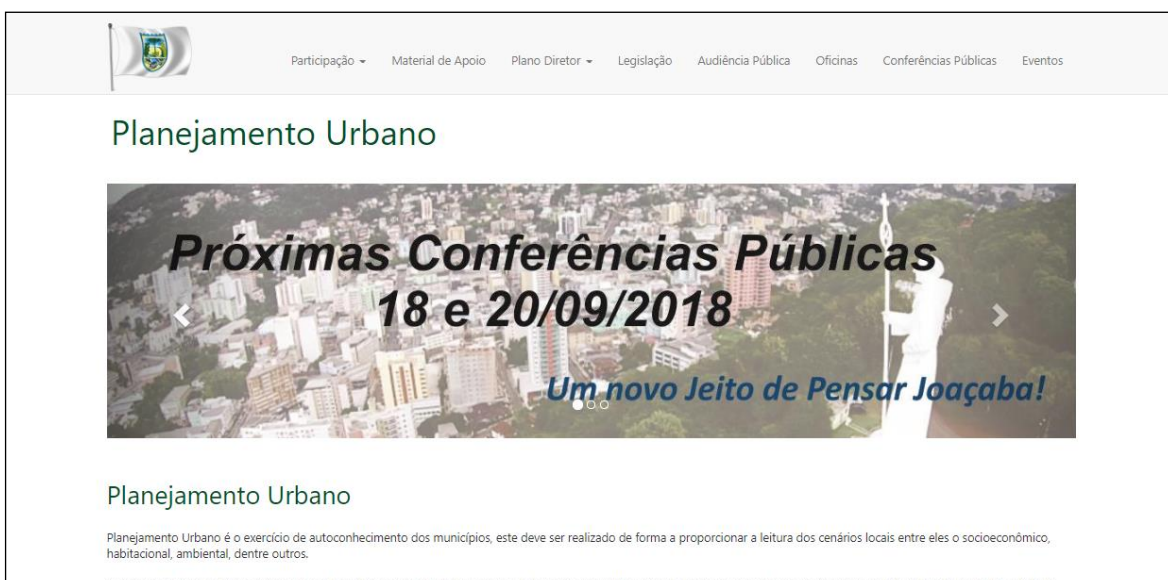 Participação Material de Apoio Plano Diretor Legislação Audiência Pública Oficinas Conferências Públicas Eventos
Planejamento Urbano
Próximas Conferências Públicas
18 e 20/09/2018
Um novo Jeito de Pensar Joaçaba!
Planejamento Urbano
Planejamento Urbano é o exercício de autoconhecimento dos municípios, este deve ser realizado de forma a proporcionar a leitura dos cenários locais entre eles o socioeconômico,
habitacional, ambiental, dentre outros.